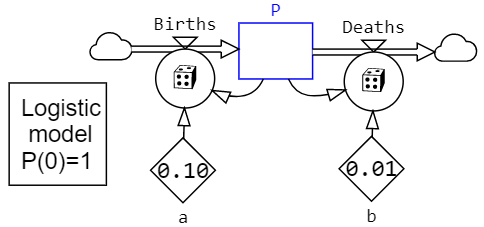 P
Births
Deaths
Logistic
model
P(0)=1
0.10
0.01
a
b